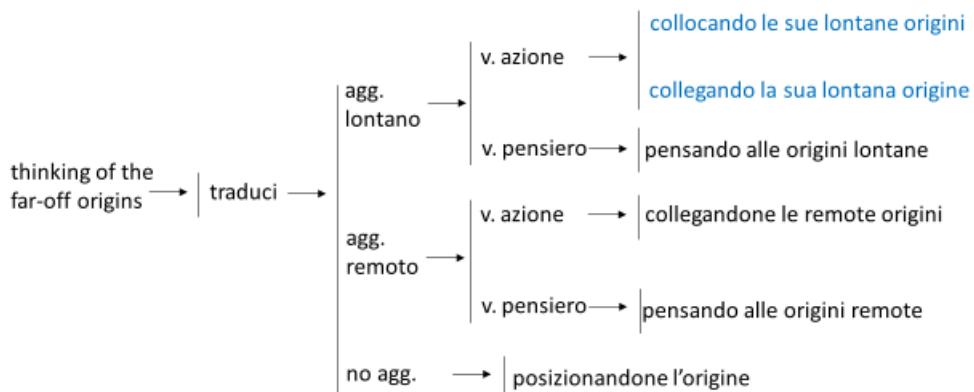 thinking of the
far-off origins
traduci
agg.
lontano
v. azione
collocando le sue lontane origini
collegando la sua lontana origine
v. pensiero
pensando alle origini lontane
agg.
remoto
v. azione
collegandone le remote origini
v. pensiero
pensando alle origini remote
no agg.
posizionandone l'origine